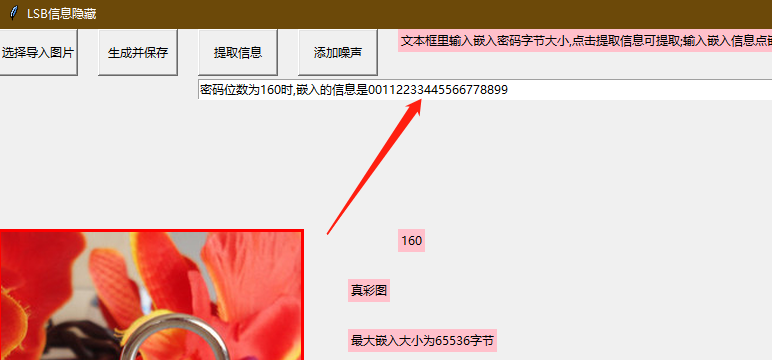 LSB信息隐藏
选择导入图片 生成并保存 提取信息 添加噪声 文本框里输入嵌入密码字节大小,点击提取信息可提取;输入嵌入信息点
密码位数为160时,嵌入的信息是00112233445566778899
160
真彩图
最大嵌入大小为65536字节